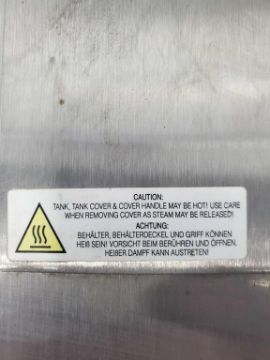 CAUTION:
TANK, TANK COVER & COVER HANDLE MAY BE HOT! USE CARE
WHEN REMOVING COVER AS STEAM MAY BE RELEASED!
ACHTUNG:
BEHÄLTER, BEHÄLTERDECKEL UND GRIFF KÖNNEN
HEIß SEIN! VORSICHT BEIM BERÜHREN UND ÖFFNEN,
HEIßER DAMPF KANN AUSTRETEN!